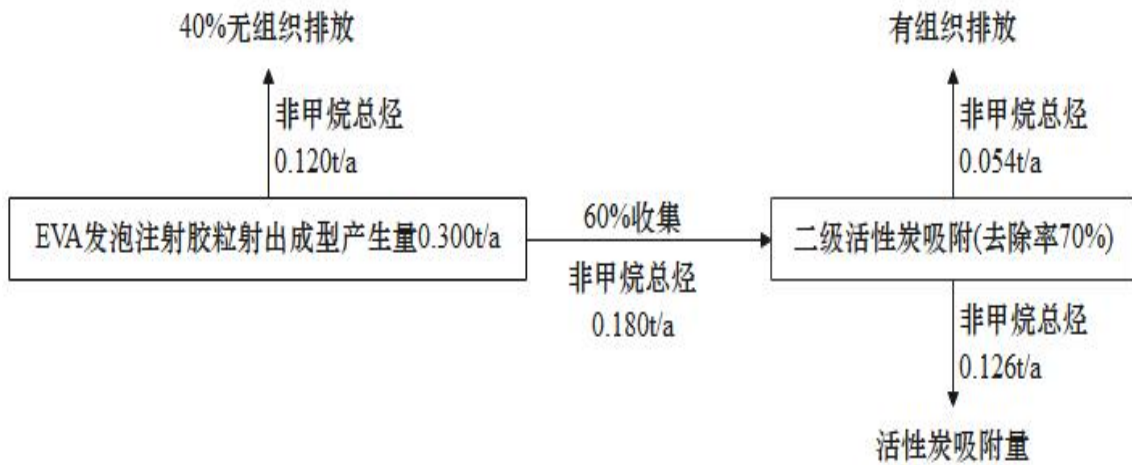 40%无组织排放
有组织排放
非甲烷总烃
0.120t/a
非甲烷总烃
0.054t/a
EVA发泡注射胶粒射出成型产生量0.300t/a
60%收集
非甲烷总烃
0.180t/a
二级活性炭吸附(去除率70%)
非甲烷总烃
0.126t/a
活性炭吸附量